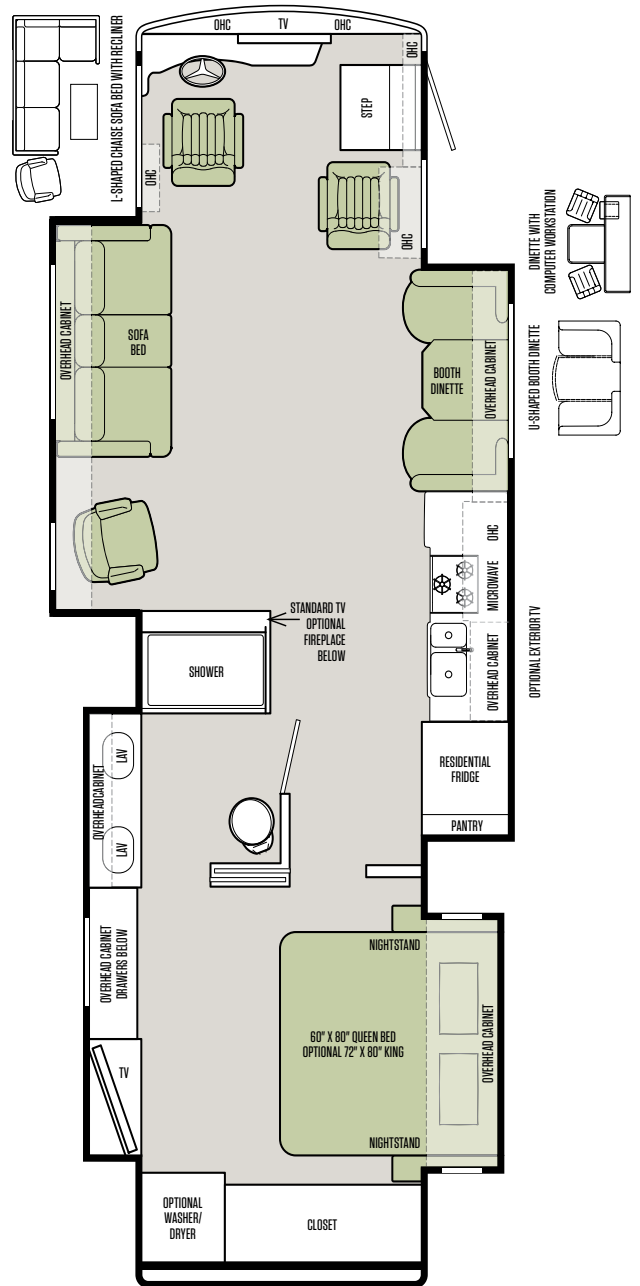 OHC
TV
OHC
OHC
L-SHAPED CHAISE SOFA BED WITH RECLINER
STEP
OHC
OHC
DINETTE WITH
COMPUTER WORKSTATION
OVERHEAD CABINET
SOFA
BED
BOOTH
DINETTE
OVERHEAD CABINET
U-SHAPED BOOTH DINETTE
OHC
MICROWAVE
OVERHEAD CABINET
OPTIONAL EXTERIOR TV
STANDARD TV
OPTIONAL
FIREPLACE
BELOW
SHOWER
OVERHEADCABINET
LAV
LAV
RESIDENTIAL
FRIDGE
PANTRY
OVERHEAD CABINET
DRAWERS BELOW
NIGHTSTAND
60" X 80" QUEEN BED
OPTIONAL 72" X 80" KING
OVERHEAD CABINET
NIGHTSTAND
TV
OPTIONAL
WASHER/
DRYER
CLOSET